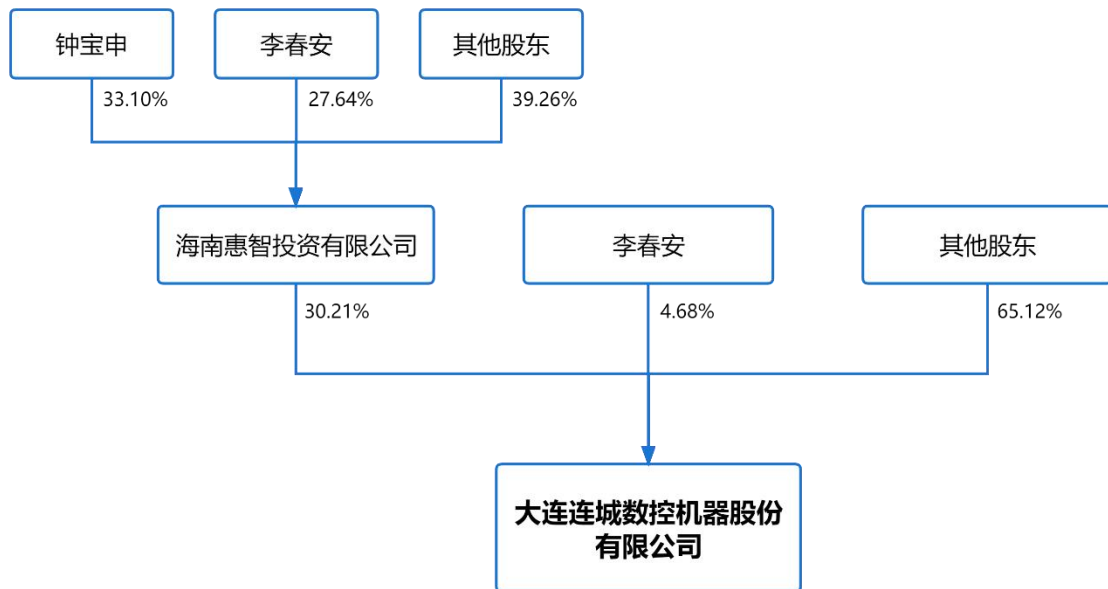 钟宝申
李春安
其他股东
33.10%
27.64%
39.26%
海南惠智投资有限公司
李春安
其他股东
30.21%
4.68%
65.12%
大连连城数控机器股份
有限公司